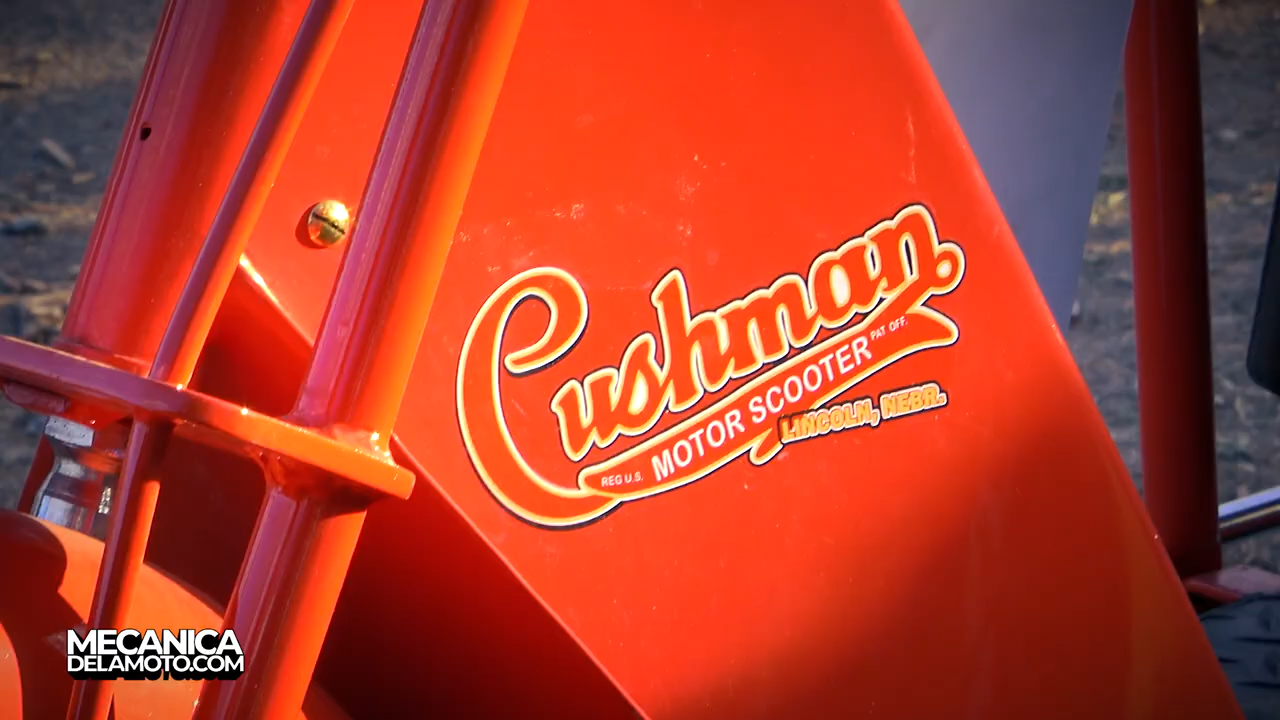 Cushman
REG U.S. MOTOR SCOOTER PAT OFF.
LINCOLN, NEBR.
MECANICA
DELAMOTO.COM